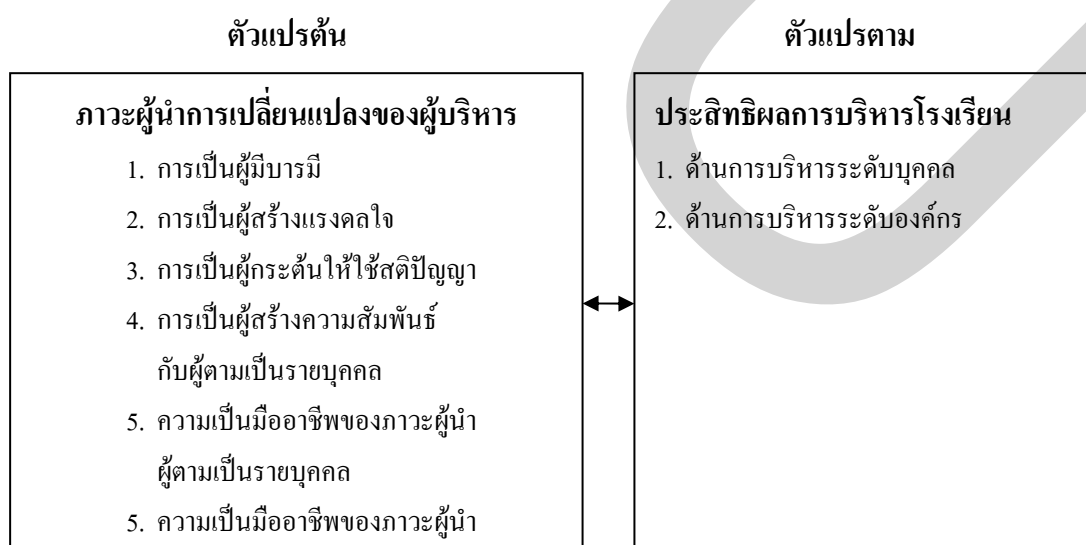 ตัวแปรต้น
ตัวแปรตาม
ภาวะผู้นำการเปลี่ยนแปลงของผู้บริหาร
1. การเป็นผู้มีบารมี
2. การเป็นผู้สร้างแรงดลใจ
3. การเป็นผู้กระต้นให้ใช้สติปัญญา
4. การเป็นผู้สร้างความสัมพันธ์
กับผู้ตามเป็นรายบุคคล
5. ความเป็นมืออาชีพของภาวะผู้นำ
ผู้ตามเป็นรายบุคคล
5. ความเป็นมืออาชีพของภาวะผู้นำ
ประสิทธิผลการบริหารโรงเรียน
1. ด้านการบริหารระดับบุคคล
2. ด้านการบริหารระดับองค์กร